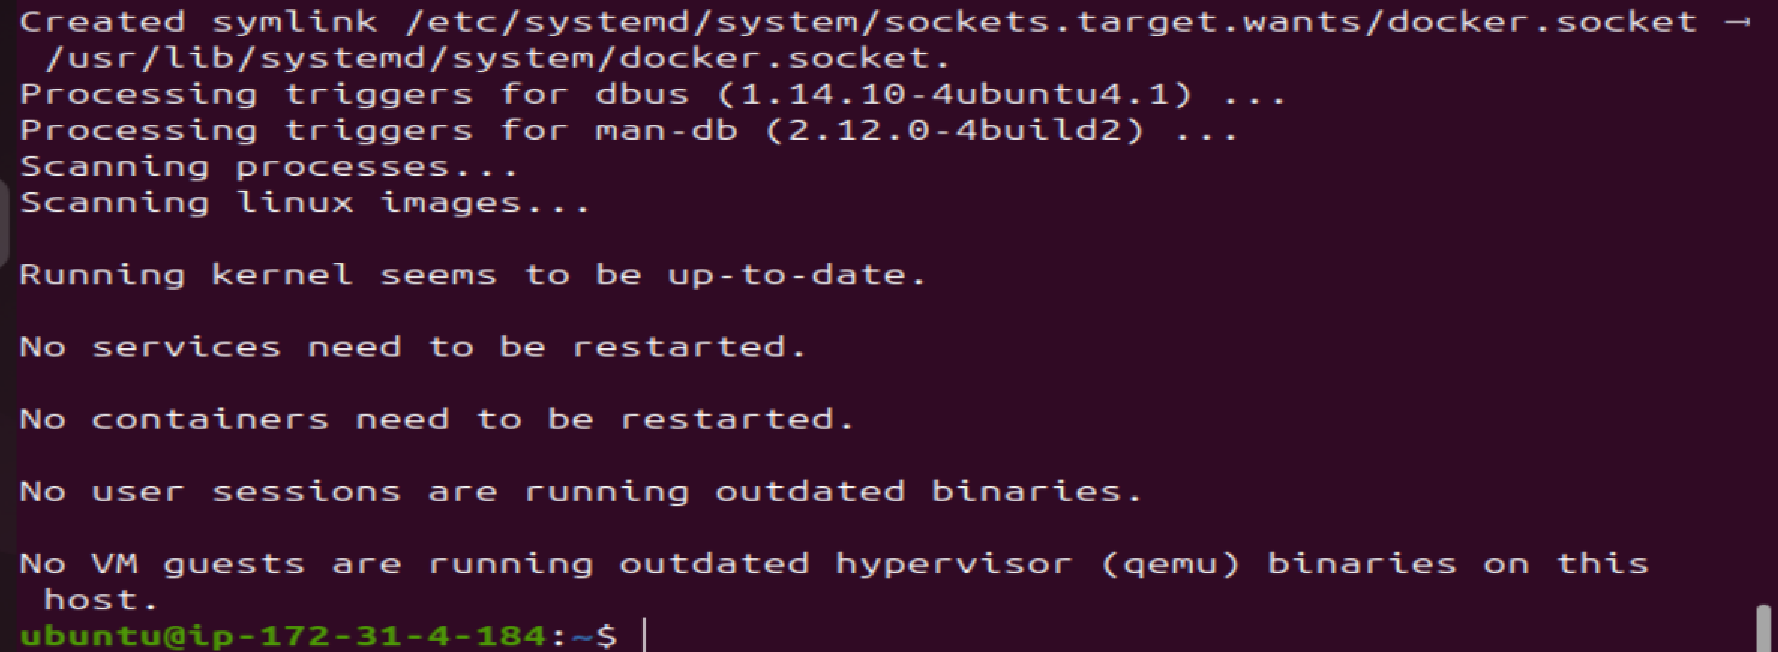 Created symlink /etc/systemd/system/sockets.target.wants/docker.socket →
/usr/lib/systemd/system/docker.socket.
Processing triggers for dbus (1.14.10-4ubuntu4.1) ...
Processing triggers for man-db (2.12.0-4build2) ...
Scanning processes...
Scanning linux images...
Running kernel seems to be up-to-date.
No services need to be restarted.
No containers need to be restarted.
No user sessions are running outdated binaries.
No VM guests are running outdated hypervisor (qemu) binaries on this
host.
ubuntu@ip-172-31-4-184:~$